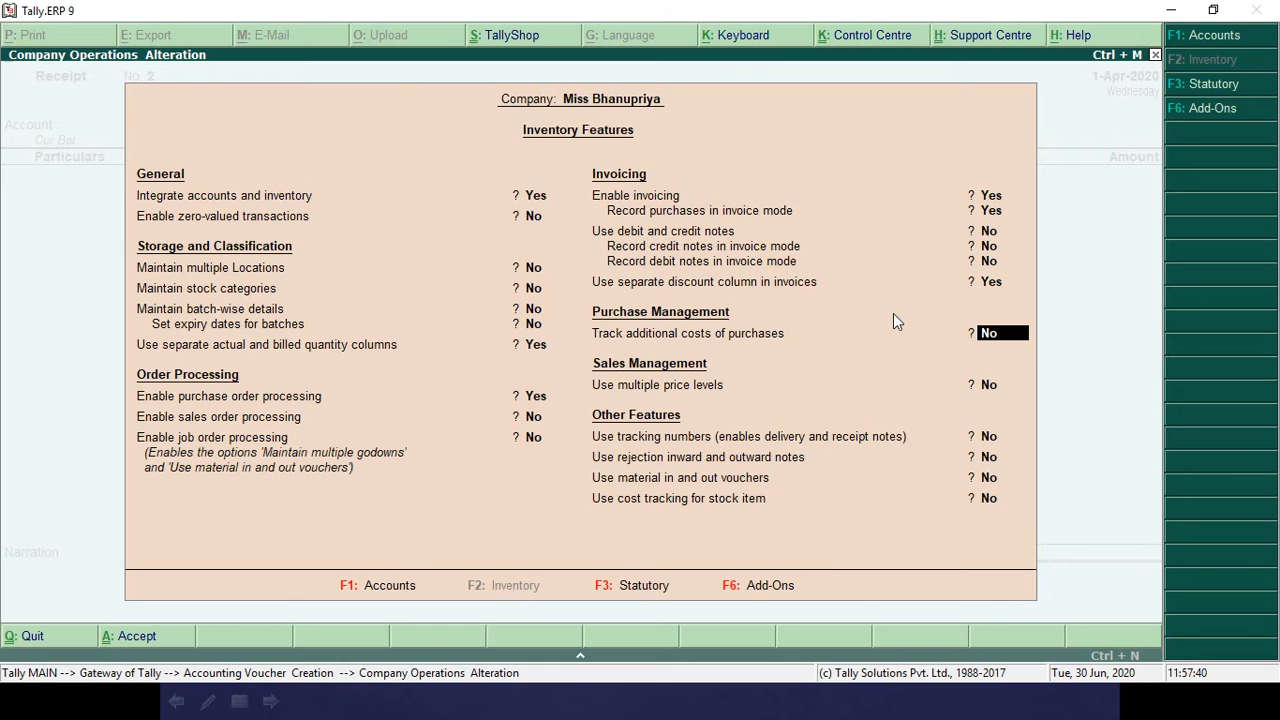 Tally.ERP 9
P: Print
E: Export
M: E-Mail
O: Upload
S: TallyShop
G: Language
K: Keyboard
K: Control Centre
H: Support Centre
H: Help
F1: Accounts
F2: Inventory
F3: Statutory
F6: Add-Ons
Company Operations Alteration
Ctrl + M
Receipt
No. 2
1-Apr-2020
Wednesday
Account :
Cur Bal:
Particulars
Amount
Company: Miss Bhanupriya
Inventory Features
General
Integrate accounts and inventory ? Yes
Enable zero-valued transactions ? No
Storage and Classification
Maintain multiple Locations ? No
Maintain stock categories ? No
Maintain batch-wise details ? No
Set expiry dates for batches ? No
Use separate actual and billed quantity columns ? Yes
Order Processing
Enable purchase order processing ? Yes
Enable sales order processing ? No
Enable job order processing ? No
(Enables the options 'Maintain multiple godowns'
and 'Use material in and out vouchers')
Invoicing
Enable invoicing ? Yes
Record purchases in invoice mode ? Yes
Use debit and credit notes ? No
Record credit notes in invoice mode ? No
Record debit notes in invoice mode ? No
Use separate discount column in invoices ? Yes
Purchase Management
Track additional costs of purchases ? No
Sales Management
Use multiple price levels ? No
Other Features
Use tracking numbers (enables delivery and receipt notes) ? No
Use rejection inward and outward notes ? No
Use material in and out vouchers ? No
Use cost tracking for stock item ? No
Narration
F1: Accounts
F2: Inventory
F3: Statutory
F6: Add-Ons
Q: Quit
A: Accept
Ctrl + N
Tally MAIN --> Gateway of Tally --> Accounting Voucher Creation --> Company Operations Alteration
(c) Tally Solutions Pvt. Ltd., 1988-2017
Tue, 30 Jun, 2020
11:57:40